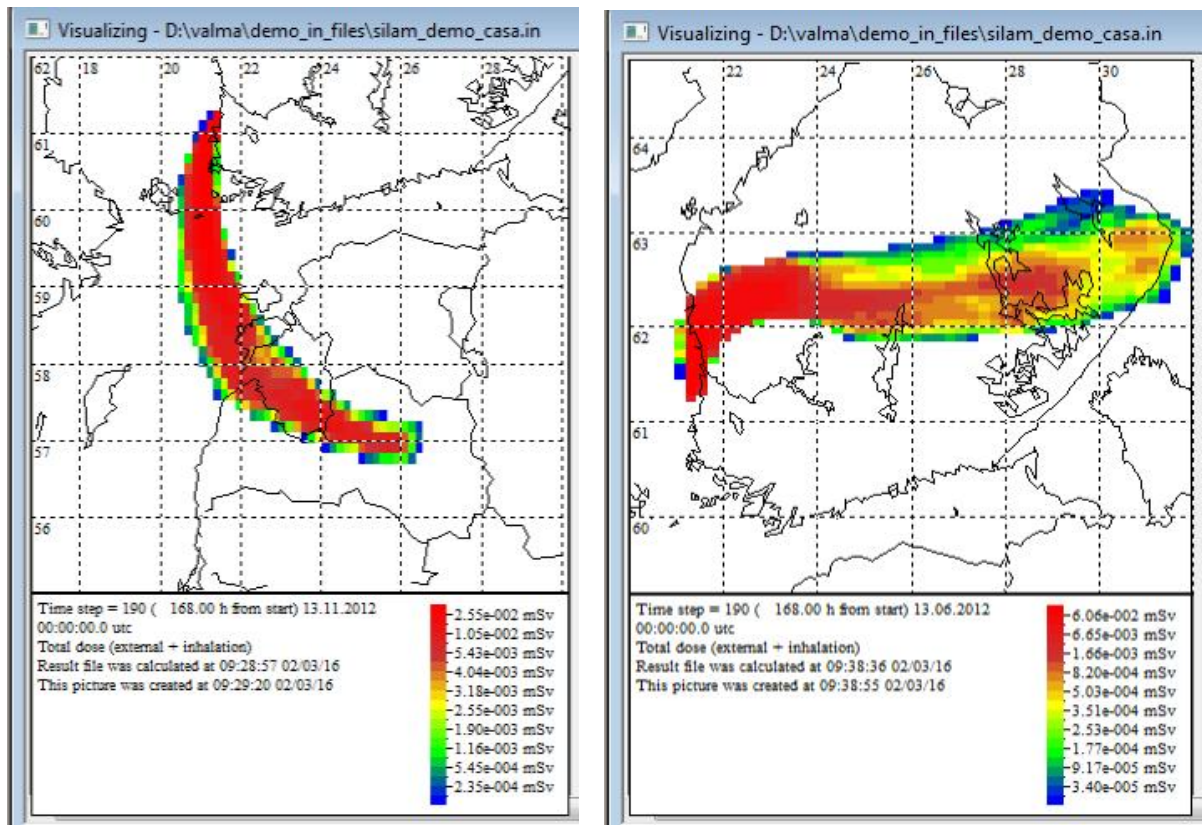 Visualizing - D:\valma\demo_in_files\silam_demo_casa.in
62 18 20 22 24 26 28
61
60
59
58
57
56
Time step = 190 ( 168.00 h from start) 13.11.2012
00:00:00.0 utc
Total dose (external + inhalation)
Result file was calculated at 09:28:57 02/03/16
This picture was created at 09:29:20 02/03/16
2.55e-002 mSv
1.05e-002 mSv
5.43e-003 mSv
4.04e-003 mSv
3.18e-003 mSv
2.55e-003 mSv
1.90e-003 mSv
1.16e-003 mSv
5.45e-004 mSv
2.35e-004 mSv
Visualizing - D:\valma\demo_in_files\silam_demo_casa.in
22 24 26 28 30
64
63
62
61
60
Time step = 190 ( 168.00 h from start) 13.06.2012
00:00:00.0 utc
Total dose (external + inhalation)
Result file was calculated at 09:38:36 02/03/16
This picture was created at 09:38:55 02/03/16
6.06e-002 mSv
6.65e-003 mSv
1.66e-003 mSv
8.20e-004 mSv
5.03e-004 mSv
3.51e-004 mSv
2.53e-004 mSv
1.77e-004 mSv
9.17e-005 mSv
3.40e-005 mSv